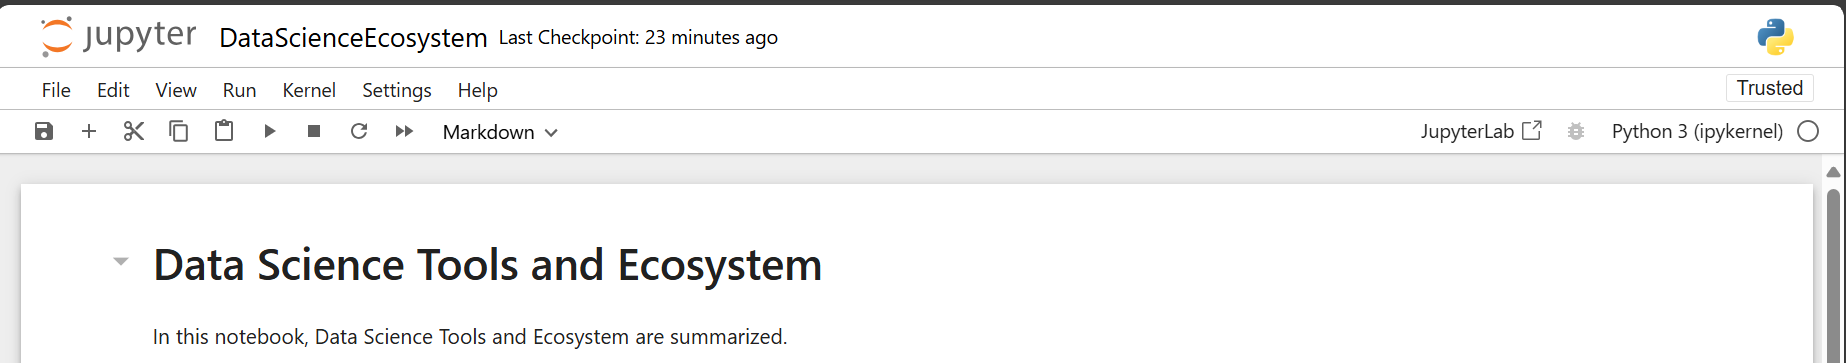 jupyter DataScienceEcosystem Last Checkpoint: 23 minutes ago
File Edit View Run Kernel Settings Help Trusted
Markdown JupyterLab Python 3 (ipykernel)
Data Science Tools and Ecosystem
In this notebook, Data Science Tools and Ecosystem are summarized.